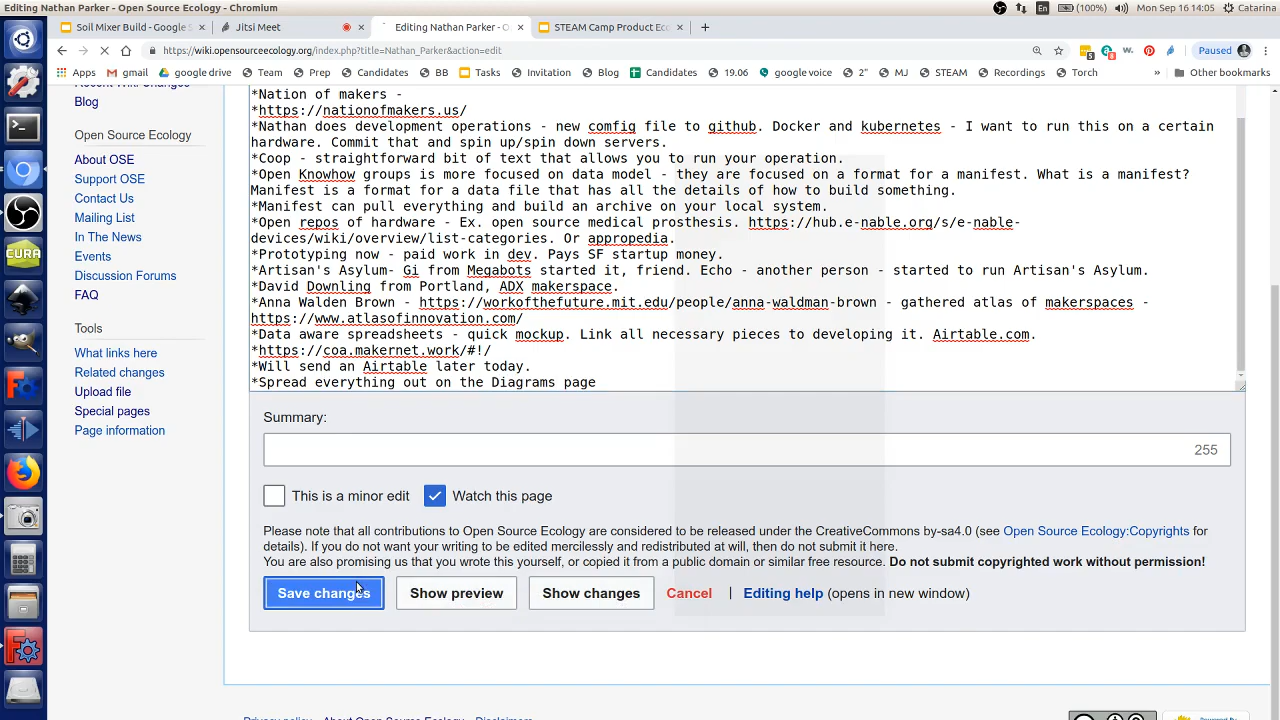 Editing Nathan Parker - Open Source Ecology - Chromium
En (100%) Mon Sep 16 14:05 Catarina
Soil Mixer Build - Google S
Jitsi Meet
Editing Nathan Parker - O
STEAM Camp Product Ec
https://wiki.opensourceecology.org/index.php?title=Nathan_Parker&action=edit
Paused
Apps gmail google drive Team Prep Candidates BB Tasks Invitation Blog Candidates 19.06 google voice 2" MJ STEAM Recordings Torch » Other bookmarks
Blog
Open Source Ecology
About OSE
Support OSE
Contact Us
Mailing List
In The News
Events
Discussion Forums
FAQ
Tools
What links here
Related changes
Upload file
Special pages
Page information
*Nation of makers -
*https://nationofmakers.us/
*Nathan does development operations - new comfig file to github. Docker and kubernetes - I want to run this on a certain
hardware. Commit that and spin up/spin down servers.
*Coop - straightforward bit of text that allows you to run your operation.
*Open Knowhow groups is more focused on data model - they are focused on a format for a manifest. What is a manifest?
Manifest is a format for a data file that has all the details of how to build something.
*Manifest can pull everything and build an archive on your local system.
*Open repos of hardware - Ex. open source medical prosthesis. https://hub.e-nable.org/s/e-nable-
devices/wiki/overview/list-categories. Or appropedia.
*Prototyping now - paid work in dev. Pays SF startup money.
*Artisan's Asylum- Gi from Megabots started it, friend. Echo - another person - started to run Artisan's Asylum.
*David Downling from Portland, ADX makerspace.
*Anna Walden Brown - https://workofthefuture.mit.edu/people/anna-waldman-brown - gathered atlas of makerspaces -
https://www.atlasofinnovation.com/
*Data aware spreadsheets - quick mockup. Link all necessary pieces to developing it. Airtable.com.
*https://coa.makernet.work/#!/
*Will send an Airtable later today.
*Spread everything out on the Diagrams page
Summary:
255
This is a minor edit
Watch this page
Please note that all contributions to Open Source Ecology are considered to be released under the CreativeCommons by-sa4.0 (see Open Source Ecology:Copyrights for
details). If you do not want your writing to be edited mercilessly and redistributed at will, then do not submit it here.
You are also promising us that you wrote this yourself, or copied it from a public domain or similar free resource. Do not submit copyrighted work without permission!
Save changes
Show preview
Show changes
Cancel | Editing help (opens in new window)
CURA